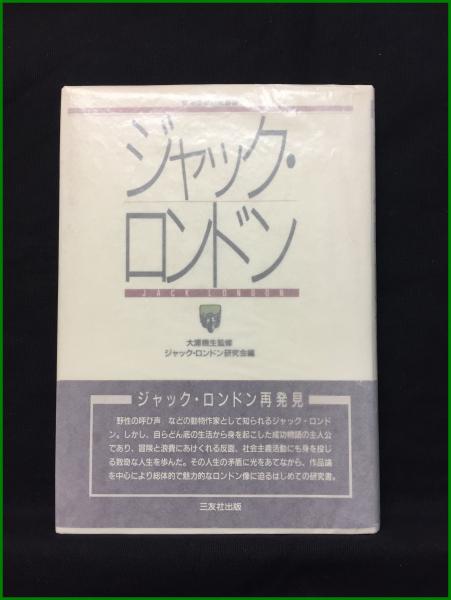 ジャック・
ロンドン
JACK LONDON
大浦暁生監修
ジャック・ロンドン研究会編
ジャック・ロンドン再発見
『野性の呼び声』などの動物作家として知られるジャック・ロンド
ン。しかし、自らどん底の生活から身を起こした成功物語の主人公
であり、冒険と浪費にあけくれる反面、社会主義活動にも身を投じ
る数奇な人生を歩んだ。その人生の矛盾に光をあてながら、作品論
を中心により総体的で魅力的なロンドン像に迫るはじめての研究書。
三友社出版